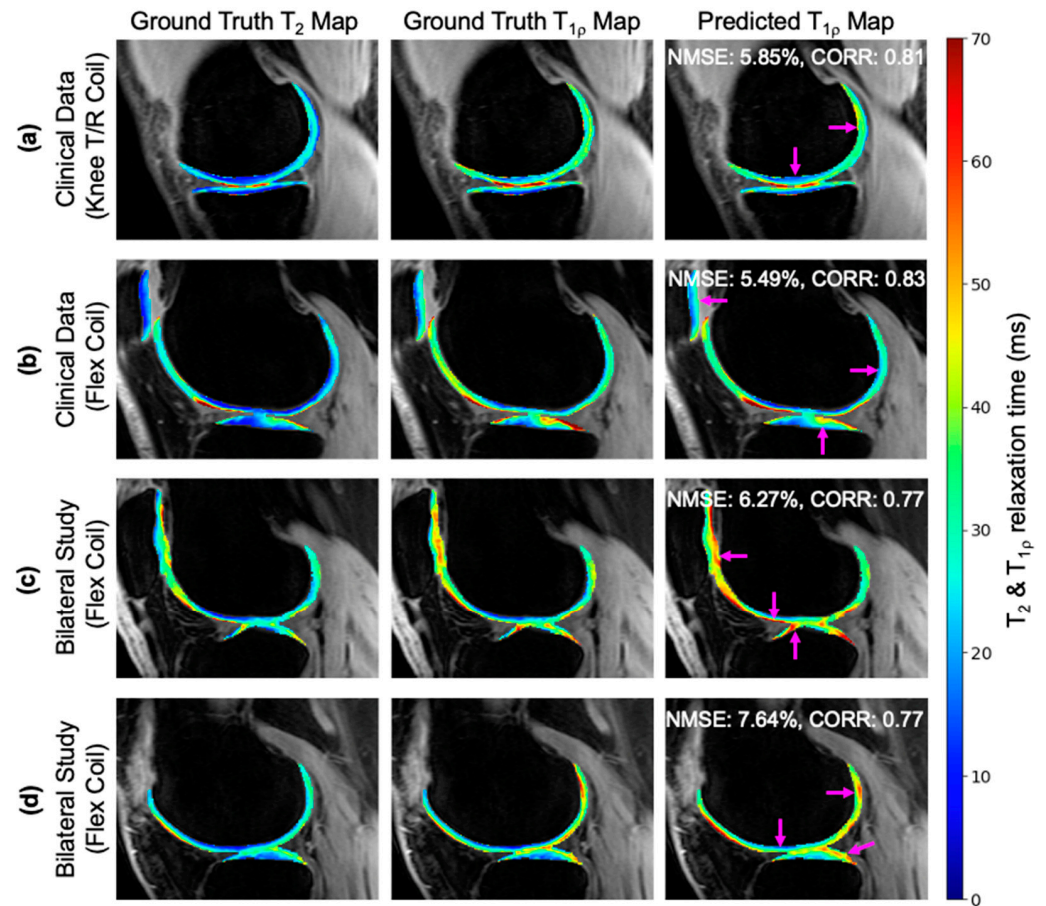 Ground Truth T₂ Map
Ground Truth T₁ρ Map
Predicted T₁ρ Map
(a)
Clinical Data
(Knee T/R Coil)
NMSE: 5.85%, CORR: 0.81
(b)
Clinical Data
(Flex Coil)
NMSE: 5.49%, CORR: 0.83
(c)
Bilateral Study
(Flex Coil)
NMSE: 6.27%, CORR: 0.77
(d)
Bilateral Study
(Flex Coil)
NMSE: 7.64%, CORR: 0.77
70
60
50
40
30
20
10
0
T₂ & T₁ρ relaxation time (ms)